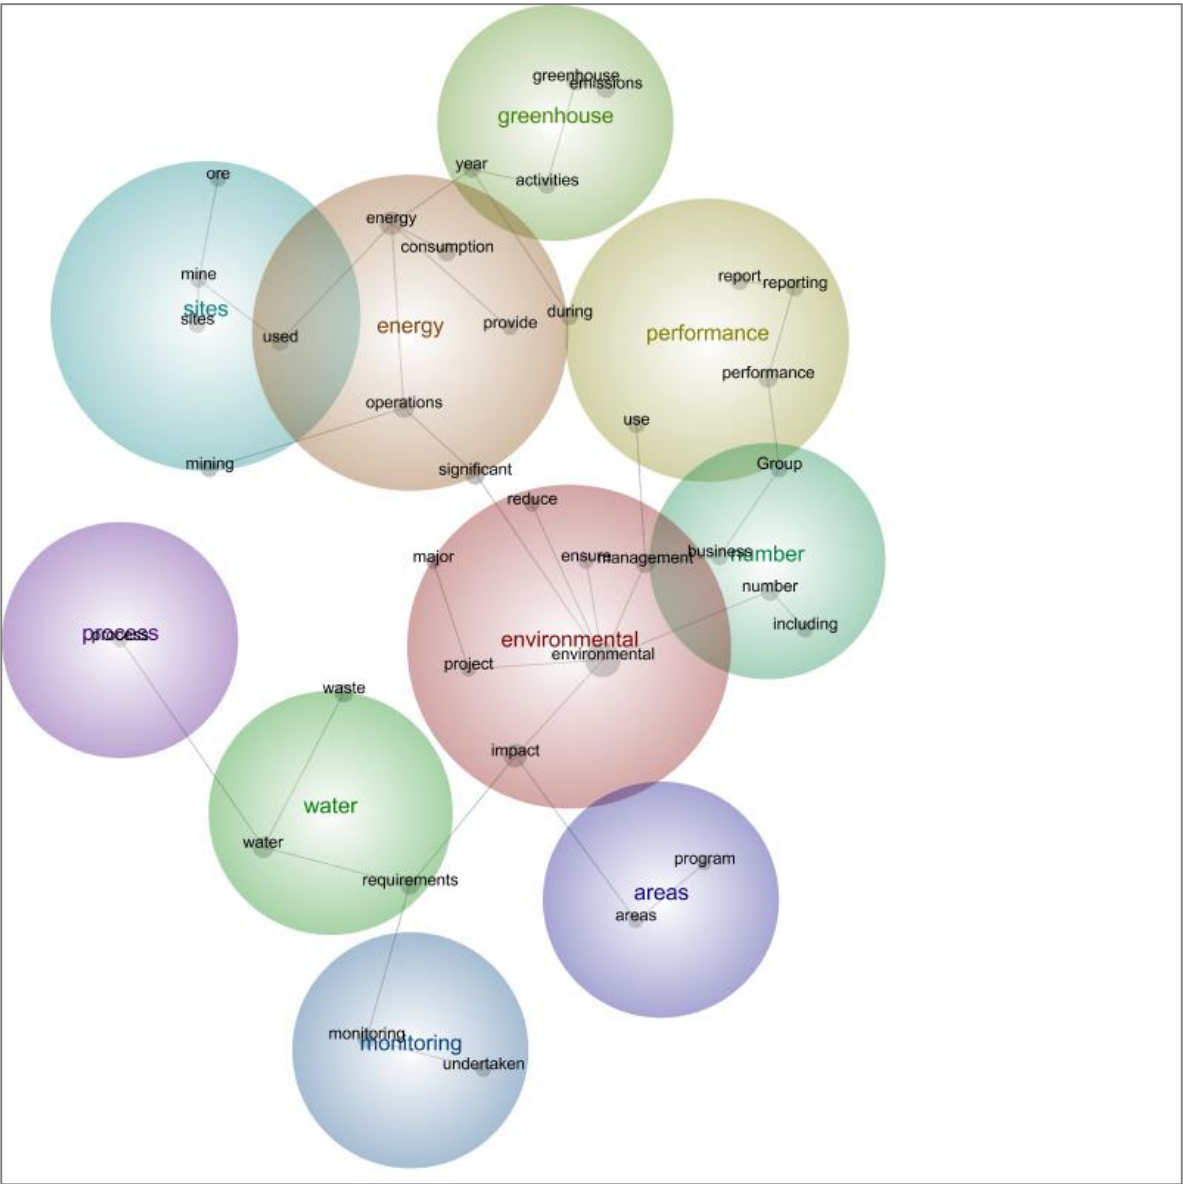 greenhouse
emissions
greenhouse
year
ore
activities
energy
consumption
mine
report
reporting
sites
sites
during
used
energy
provide
performance
performance
operations
use
mining
significant
Group
reduce
major
ensure
management
business
number
number
including
process
process
environmental
environmental
project
waste
impact
water
water
requirements
program
areas
areas
monitoring
monitoring
undertaken